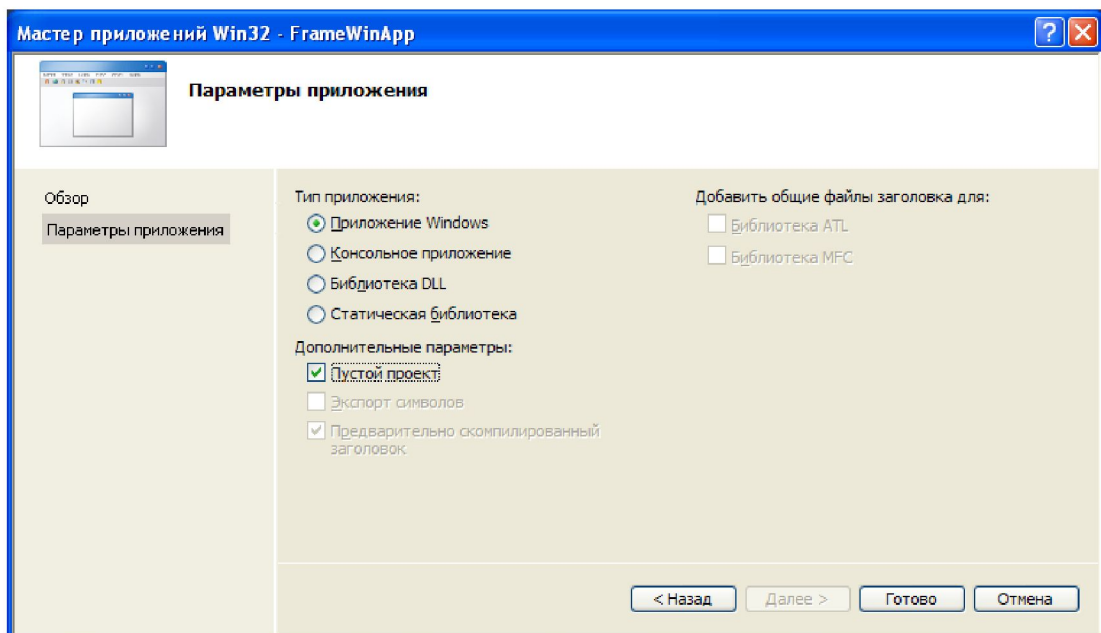 Мастер приложений Win32 - FrameWinApp
Параметры приложения
Обзор
Параметры приложения
Тип приложения:
Приложение Windows
Консольное приложение
Библиотека DLL
Статическая библиотека
Дополнительные параметры:
Пустой проект
Экспорт символов
Предварительно скомпилированный
заголовок
Добавить общие файлы заголовка для:
Библиотека ATL
Библиотека MFC
< Назад
Далее >
Готово
Отмена